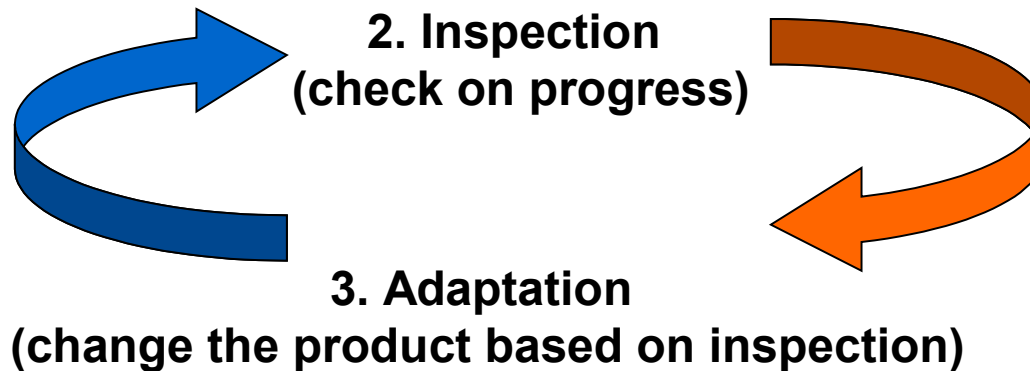 2. Inspection
(check on progress)
3. Adaptation
(change the product based on inspection)